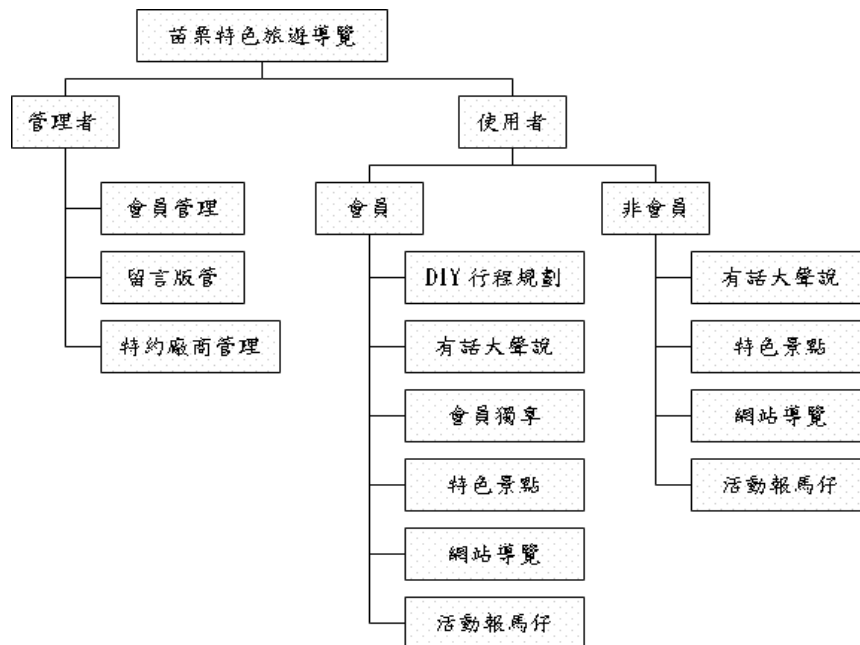 苗栗特色旅遊導覽
管理者
使用者
會員管理
留言版管
特約廠商管理
會員
非會員
DIY 行程規劃
有話大聲說
會員獨享
特色景點
網站導覽
活動報馬仔
有話大聲說
特色景點
網站導覽
活動報馬仔